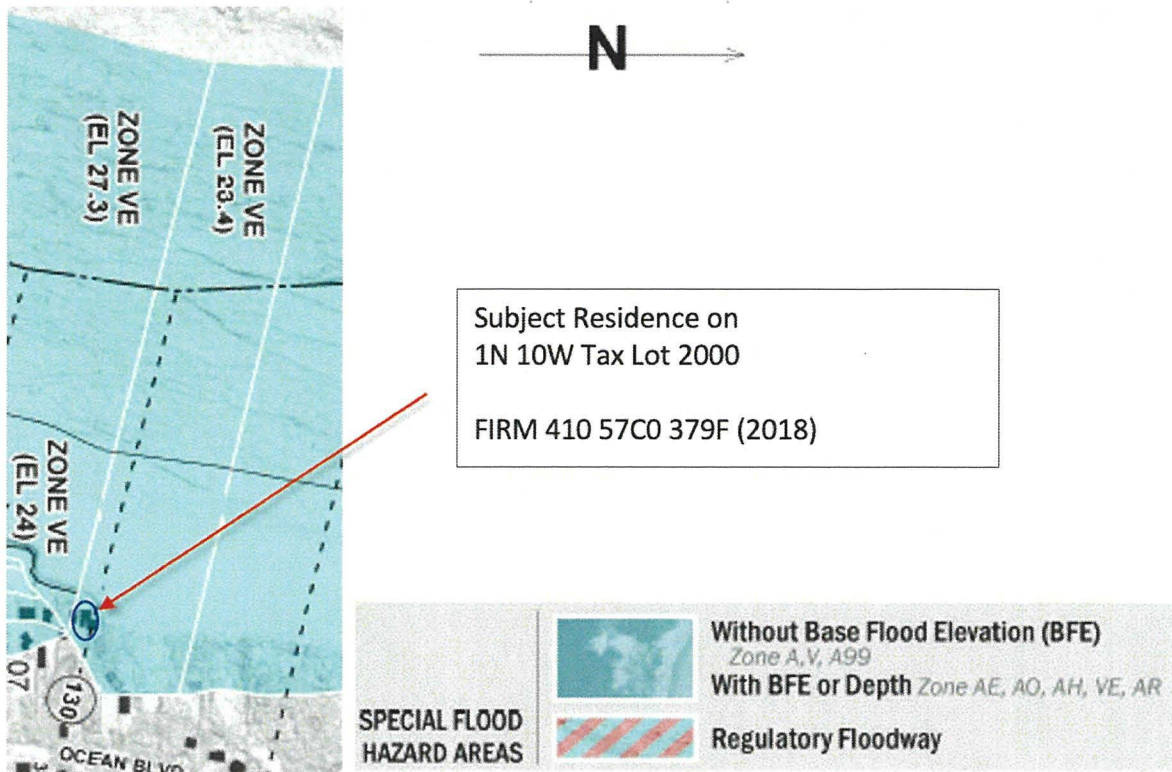 N
ZONE VE
(EL 27.3)
ZONE VE
(EL 23.4)
Subject Residence on
1N 10W Tax Lot 2000
FIRM 410 57C0 379F (2018)
ZONE VE
(EL 24)
07
130
OCEAN BLVD
SPECIAL FLOOD
HAZARD AREAS
Without Base Flood Elevation (BFE)
Zone A,V, A99
With BFE or Depth Zone AE, AO, AH, VE, AR
Regulatory Floodway